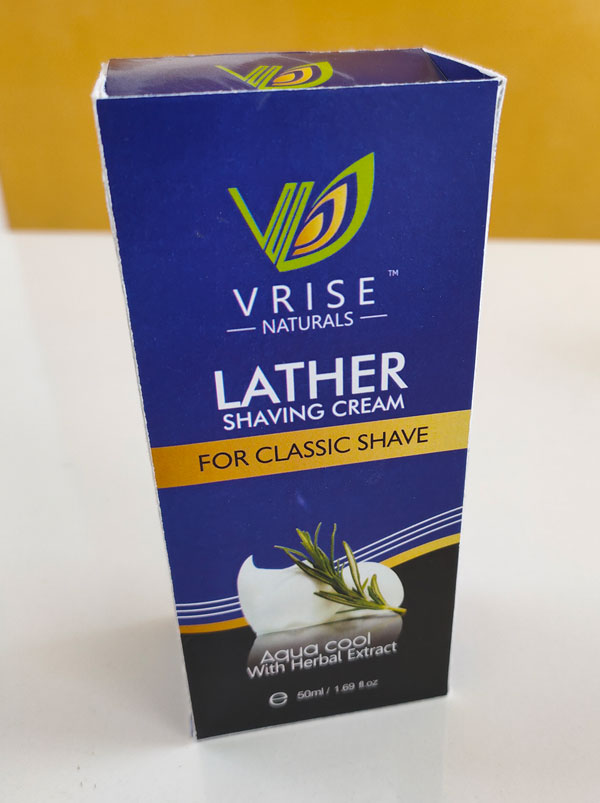 VRISE™
NATURALS
LATHER
SHAVING CREAM
FOR CLASSIC SHAVE
Aqua cool
With Herbal Extract
⊖ 50ml / 1.69 fl.oz